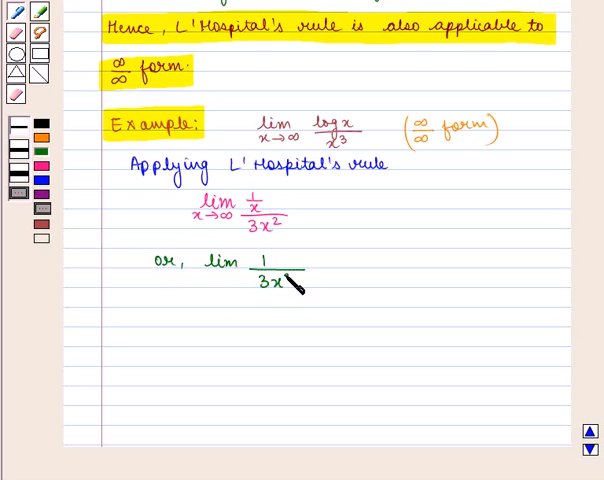 Hence, L'Hospital's rule is also applicable to
∞/∞ form.
Example: lim x→∞ log x / x³ (∞/∞ form)
Applying L'Hospital's rule
lim x→∞ 1/x / 3x²
or, lim 1 / 3x